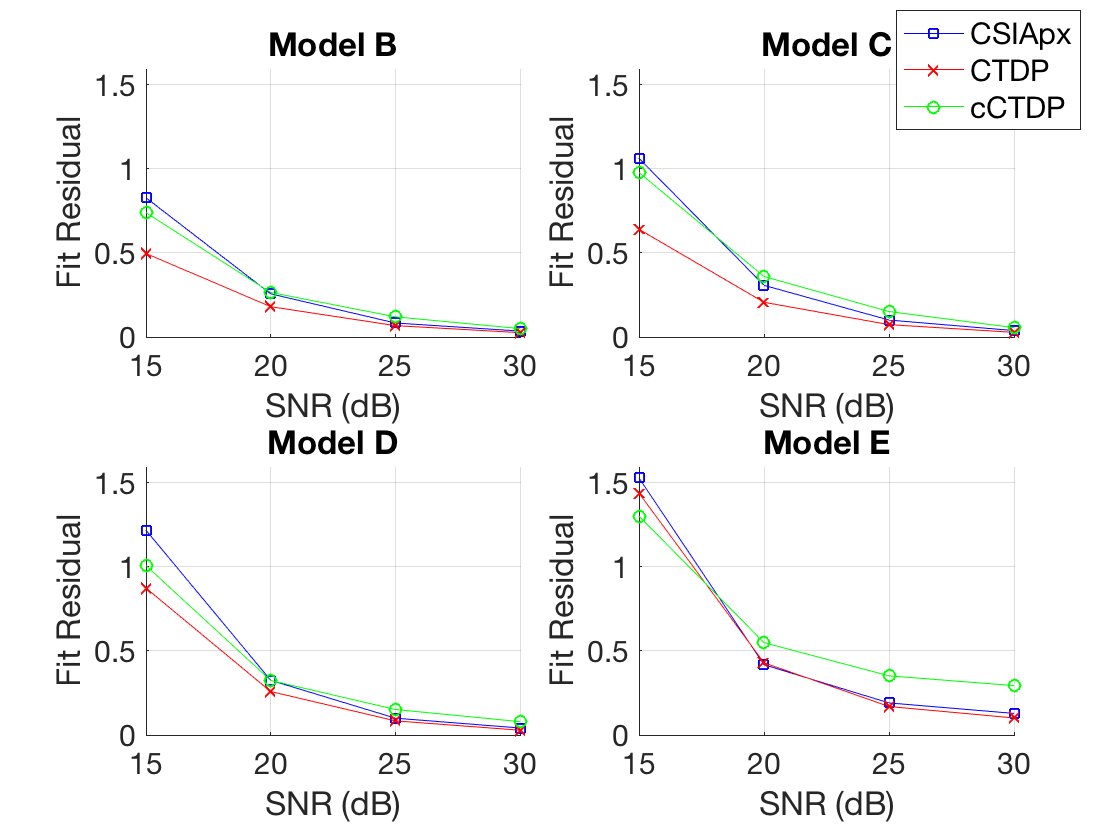 Model B
1.5
1
0.5
0
Fit Residual
15 20 25 30
SNR (dB)
Model C
1.5
1
0.5
0
Fit Residual
15 20 25 30
SNR (dB)
CSIApx
CTDP
cCTDP
Model D
1.5
1
0.5
0
Fit Residual
15 20 25 30
SNR (dB)
Model E
1.5
1
0.5
0
Fit Residual
15 20 25 30
SNR (dB)